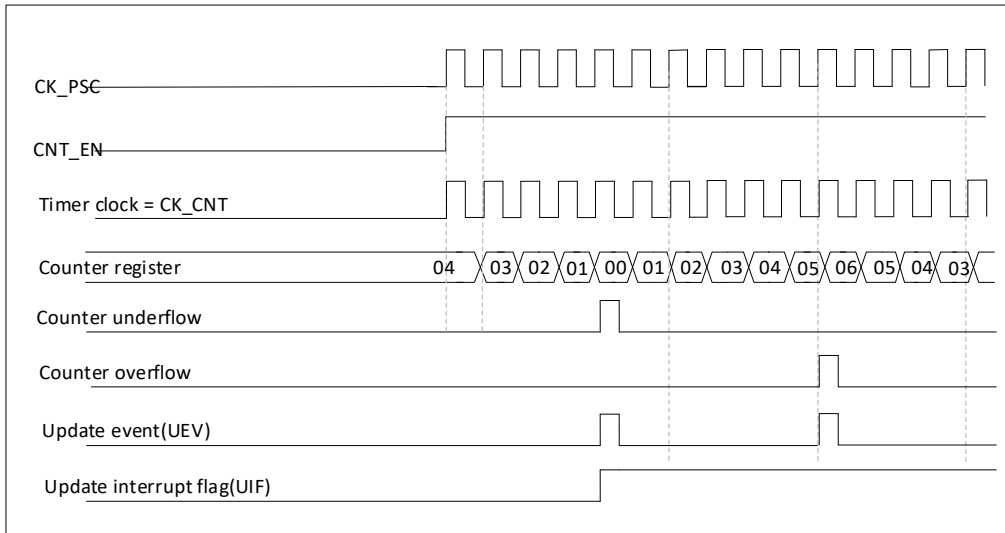 CK_PSC
CNT_EN
Timer clock = CK_CNT
Counter register 04 03 02 01 00 01 02 03 04 05 06 05 04 03
Counter underflow
Counter overflow
Update event(UEV)
Update interrupt flag(UIF)